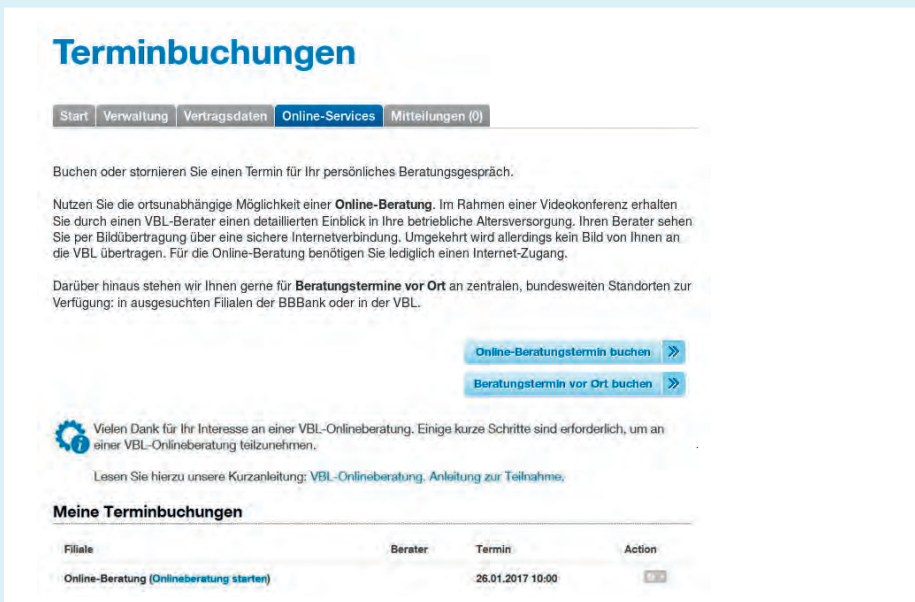 Terminbuchungen
Start Verwaltung Vertragsdaten Online-Services Mitteilungen (0)
Buchen oder stornieren Sie einen Termin für Ihr persönliches Beratungsgespräch.
Nutzen Sie die ortsunabhängige Möglichkeit einer Online-Beratung. Im Rahmen einer Videokonferenz erhalten
Sie durch einen VBL-Berater einen detaillierten Einblick in Ihre betriebliche Altersversorgung. Ihren Berater sehen
Sie per Bildübertragung über eine sichere Internetverbindung. Umgekehrt wird allerdings kein Bild von Ihnen an
die VBL übertragen. Für die Online-Beratung benötigen Sie lediglich einen Internet-Zugang.
Darüber hinaus stehen wir Ihnen gerne für Beratungstermine vor Ort an zentralen, bundesweiten Standorten zur
Verfügung: in ausgesuchten Filialen der BBBank oder in der VBL.
Online-Beratungstermin buchen
Beratungstermin vor Ort buchen
Vielen Dank für Ihr Interesse an einer VBL-Onlineberatung. Einige kurze Schritte sind erforderlich, um an
einer VBL-Onlineberatung teilzunehmen.
Lesen Sie hierzu unsere Kurzanleitung: VBL-Onlineberatung. Anleitung zur Teilnahme.
Meine Terminbuchungen
Filiale Berater Termin Action
Online-Beratung (Onlineberatung starten) 26.01.2017 10:00